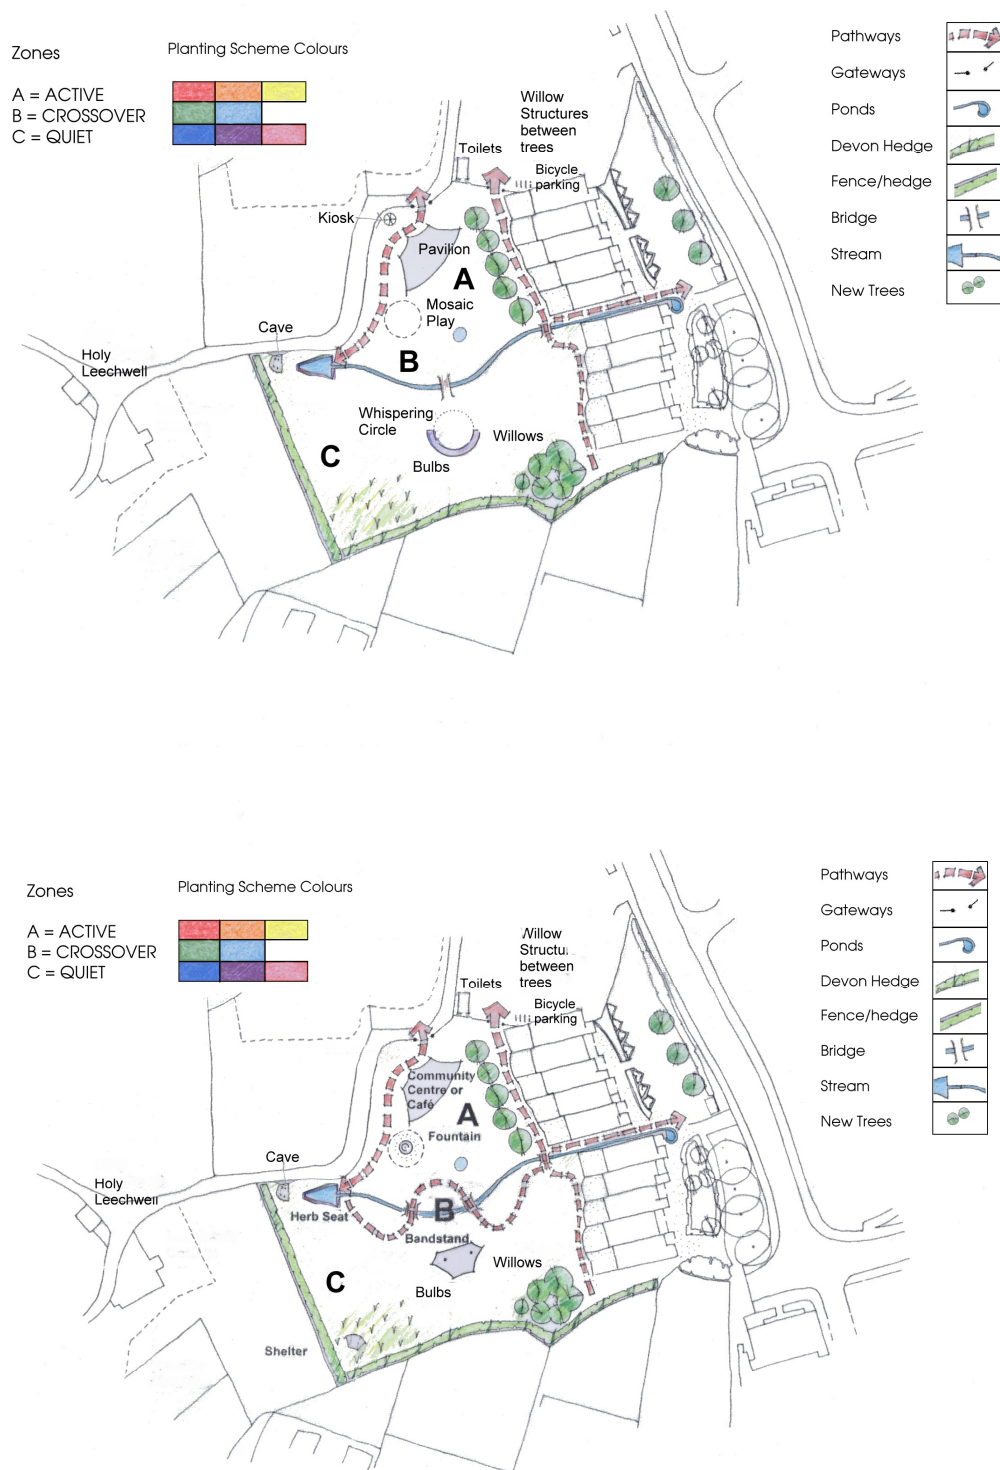 Zones
Planting Scheme Colours
A = ACTIVE
B = CROSSOVER
C = QUIET
Pathways
Gateways
Ponds
Devon Hedge
Fence/hedge
Bridge
Stream
New Trees
Willow
Structures
between
trees
Toilets
Bicycle
parking
Kiosk
Pavilion
A
Mosaic
Play
Cave
Holy
Leechwell
B
Whispering
Circle
Willows
C
Bulbs
Zones
Planting Scheme Colours
A = ACTIVE
B = CROSSOVER
C = QUIET
Pathways
Gateways
Ponds
Devon Hedge
Fence/hedge
Bridge
Stream
New Trees
Willow
Structu
between
trees
Toilets
Bicycle
parking
Community
Centre or
Café
A
Fountain
Cave
Holy
Leechwell
Herb Seat
B
Bandstand
Willows
C
Bulbs
Shelter